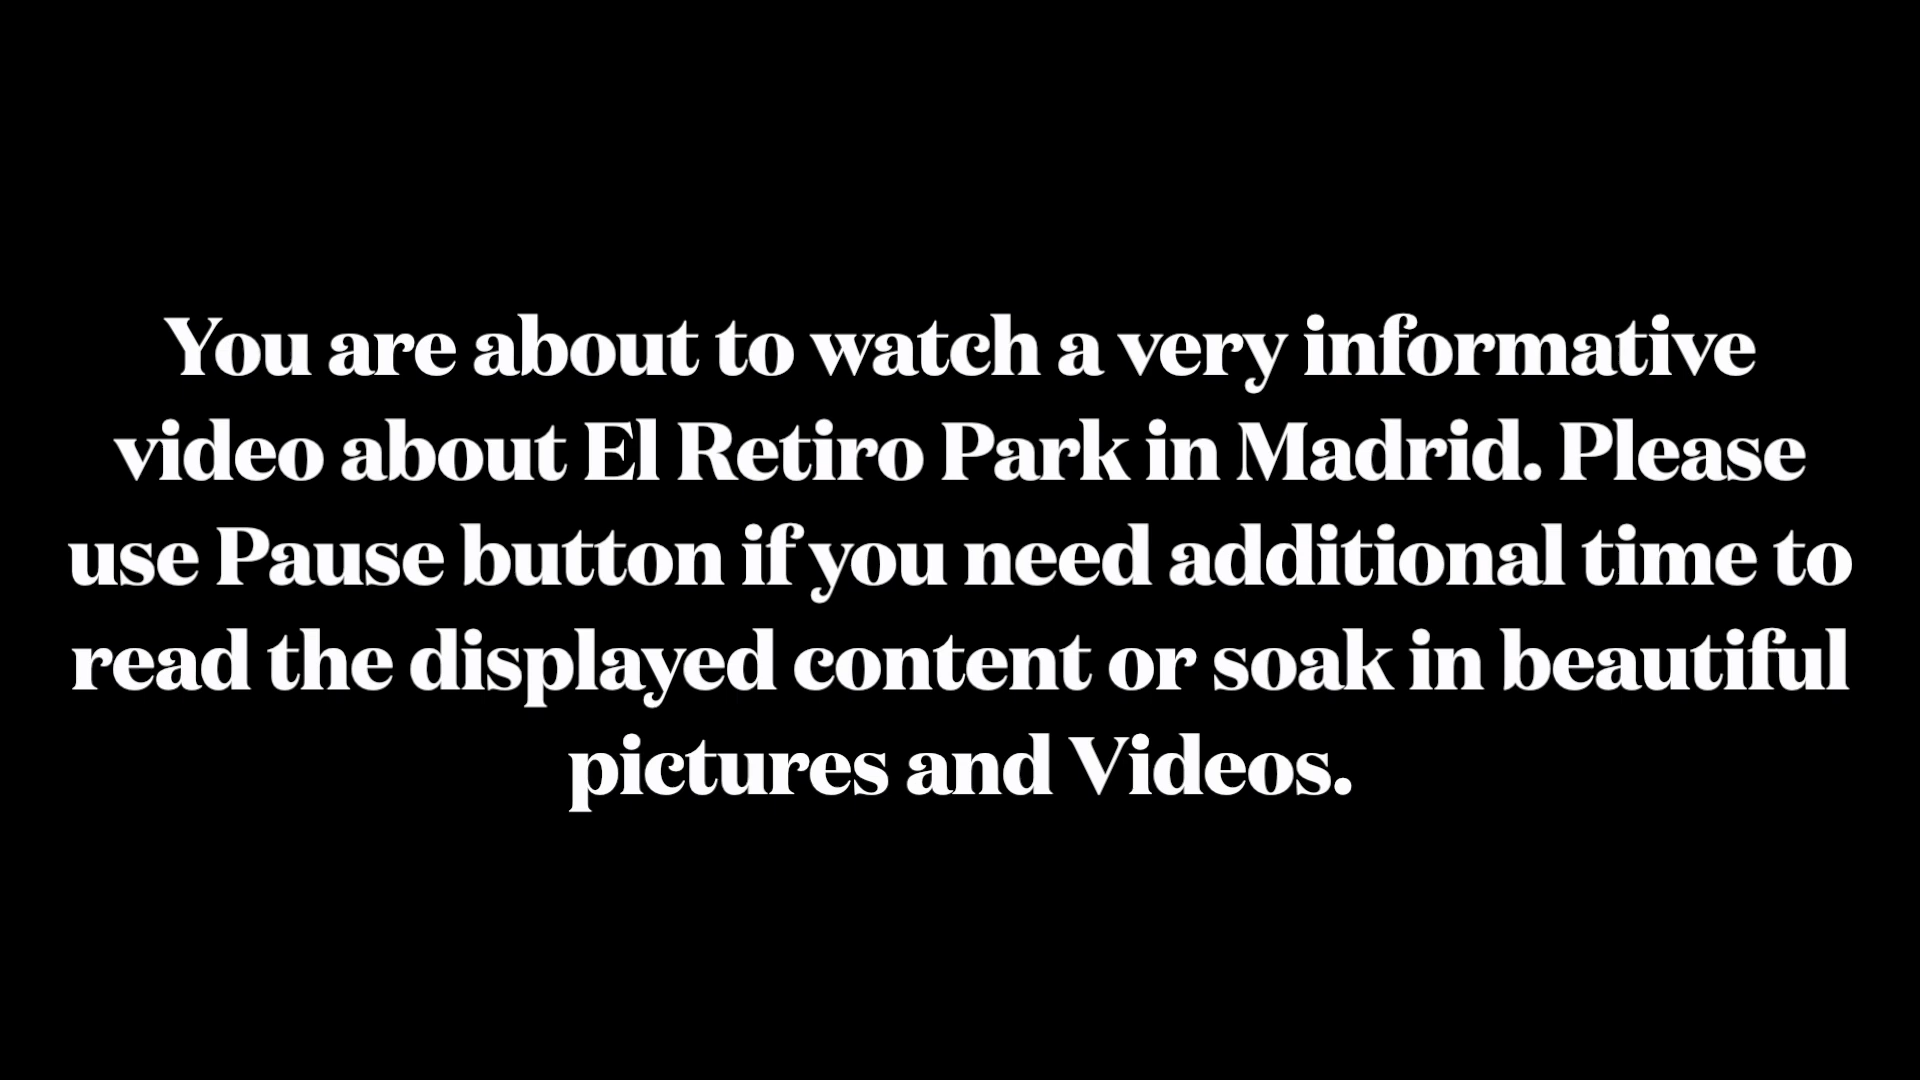 You are about to watch a very informative
video about El Retiro Park in Madrid. Please
use Pause button if you need additional time to
read the displayed content or soak in beautiful
pictures and Videos.